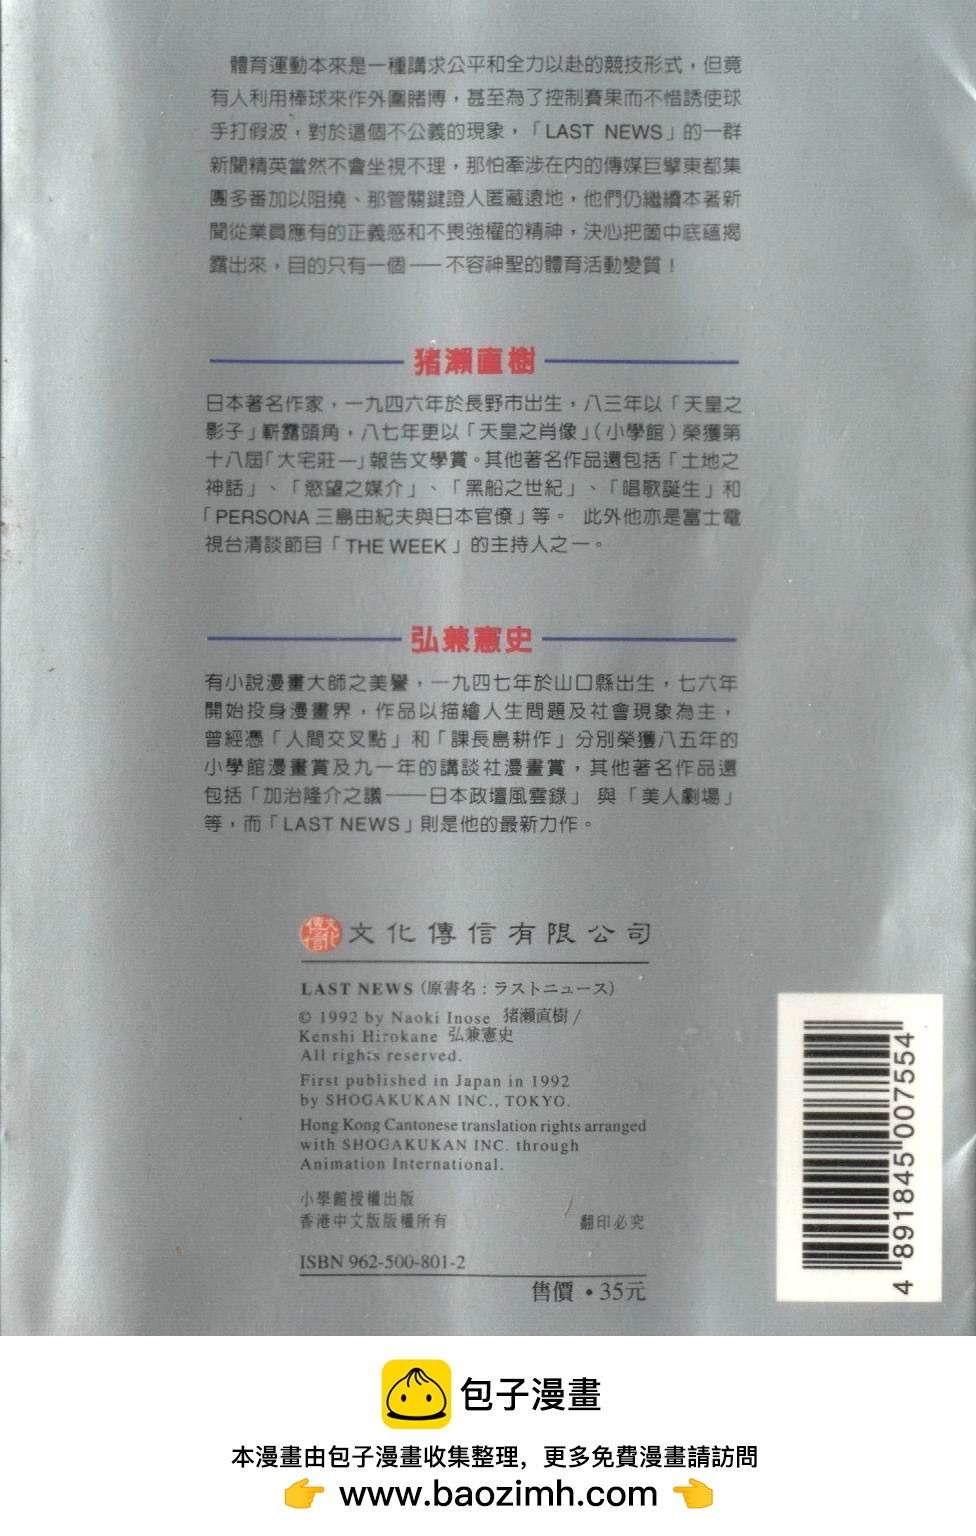 體育運動本來是一種講求公平和全力以赴的競技形式，但竟
有人利用棒球來作外圍賭博，甚至為了控制賽果而不惜誘使球
手打假波，對於這個不公義的現象，「LAST NEWS」的一群
新聞精英當然不會坐視不理，那怕牽涉在內的傳媒巨擘東都集
團多番加以阻撓、那管關鍵證人匿藏遠地，他們仍繼續本著新
聞從業員應有的正義感和不畏強權的精神，決心把箇中底蘊揭
露出來，目的只有一個——不容神聖的體育活動變質！
猪瀨直樹
日本著名作家，一九四六年於長野市出生，八三年以「天皇之
影子」嶄露頭角，八七年更以「天皇之肖像」（小學館）榮獲第
十八屆「大宅莊一」報告文學賞。其他著名作品還包括「土地之
神話」、「慾望之媒介」、「黑船之世紀」、「唱歌誕生」和
「PERSONA 三島由紀夫與日本官僚」等。 此外他亦是富士電
視台清談節目「THE WEEK」的主持人之一。
弘兼憲史
有小說漫畫大師之美譽，一九四七年於山口縣出生，七六年
開始投身漫畫界，作品以描繪人生問題及社會現象為主，
曾經憑「人間交叉點」和「課長島耕作」分別榮獲八五年的
小學館漫畫賞及九一年的講談社漫畫賞，其他著名作品還
包括「加治隆介之議——日本政壇風雲錄」 與「美人劇場」
等，而「LAST NEWS」則是他的最新力作。
文化傳信 文化傳信有限公司
LAST NEWS（原書名：ラストニュース）
© 1992 by Naoki Inose 猪瀨直樹 /
Kenshi Hirokane 弘兼憲史
All rights reserved.
First published in Japan in 1992
by SHOGAKUKAN INC., TOKYO.
Hong Kong Cantonese translation rights arranged
with SHOGAKUKAN INC. through
Animation International.
小學館授權出版
香港中文版版權所有 翻印必究
ISBN 962-500-801-2
售價・35元
4 891845 007554
包子漫畫
本漫畫由包子漫畫收集整理，更多免費漫畫請訪問
www.baozimh.com